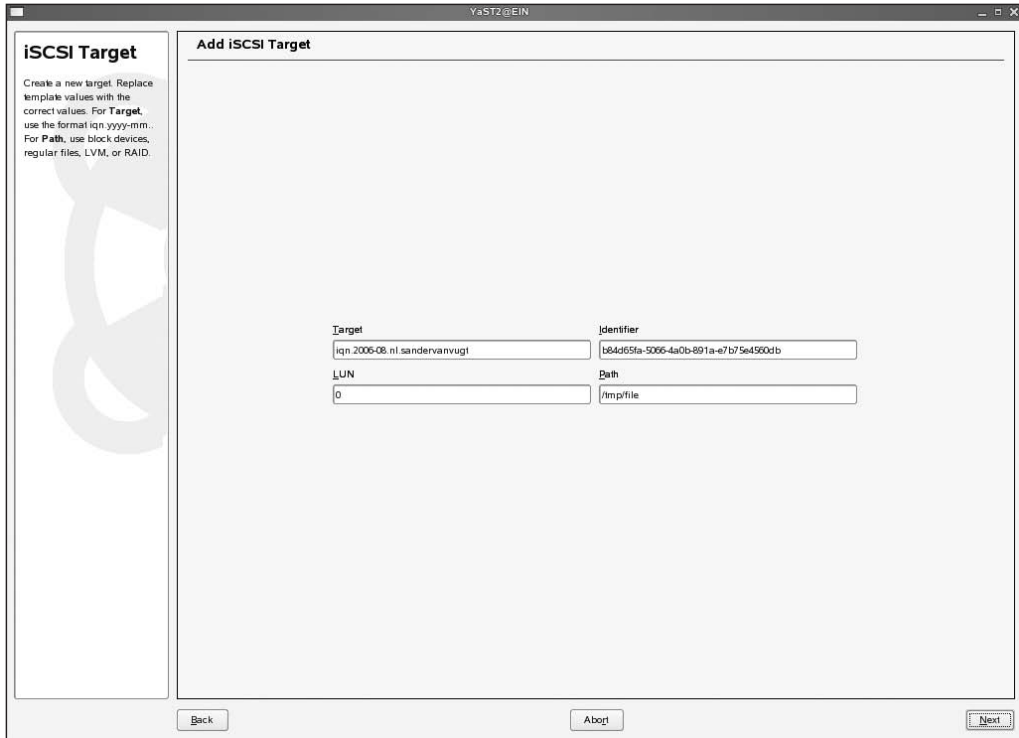 YaST2@EIN
iSCSI Target
Create a new target. Replace
template values with the
correct values. For Target,
use the format iqn.yyyy-mm..
For Path, use block devices,
regular files, LVM, or RAID.
Add iSCSI Target
Target
Identifier
iqn.2006-08.nl.sandervanvugt
b84d65fa-5066-4a0b-891a-e7b75e4560db
LUN
Path
0
/tmp/file
Back
Abort
Next